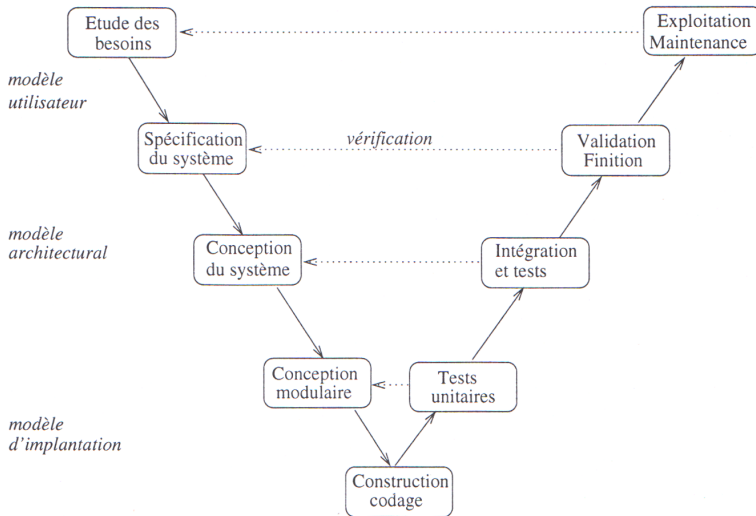 Etude des
besoins
Exploitation
Maintenance
modèle
utilisateur
Spécification
du système
vérification
Validation
Finition
modèle
architectural
Conception
du système
Intégration
et tests
Conception
modulaire
Tests
unitaires
modèle
d'implantation
Construction
codage